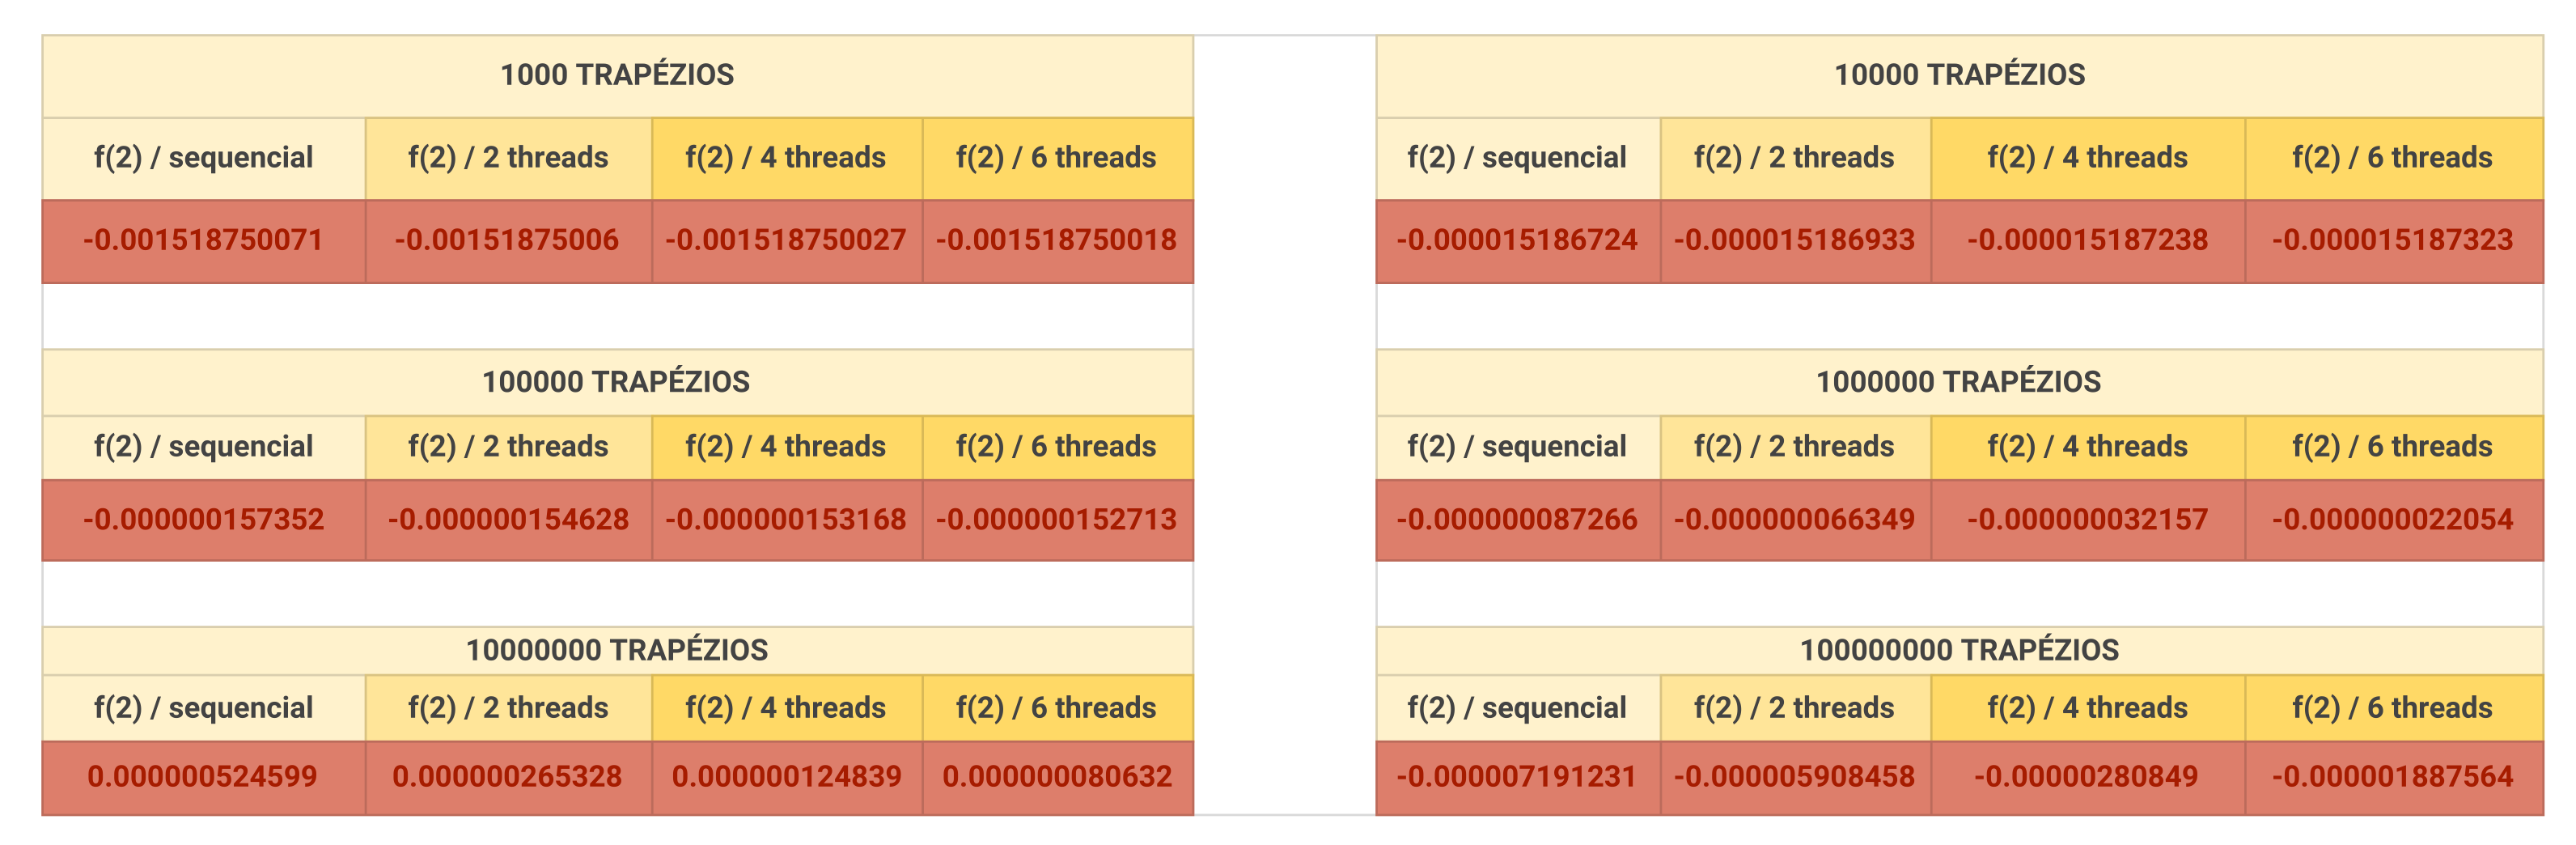 1000 TRAPÉZIOS
f(2) / sequencial f(2) / 2 threads f(2) / 4 threads f(2) / 6 threads
-0.001518750071 -0.00151875006 -0.001518750027 -0.001518750018
10000 TRAPÉZIOS
f(2) / sequencial f(2) / 2 threads f(2) / 4 threads f(2) / 6 threads
-0.000015186724 -0.000015186933 -0.000015187238 -0.000015187323
100000 TRAPÉZIOS
f(2) / sequencial f(2) / 2 threads f(2) / 4 threads f(2) / 6 threads
-0.000000157352 -0.000000154628 -0.000000153168 -0.000000152713
1000000 TRAPÉZIOS
f(2) / sequencial f(2) / 2 threads f(2) / 4 threads f(2) / 6 threads
-0.000000087266 -0.000000066349 -0.000000032157 -0.000000022054
10000000 TRAPÉZIOS
f(2) / sequencial f(2) / 2 threads f(2) / 4 threads f(2) / 6 threads
0.000000524599 0.000000265328 0.000000124839 0.000000080632
100000000 TRAPÉZIOS
f(2) / sequencial f(2) / 2 threads f(2) / 4 threads f(2) / 6 threads
-0.000007191231 -0.000005908458 -0.00000280849 -0.000001887564